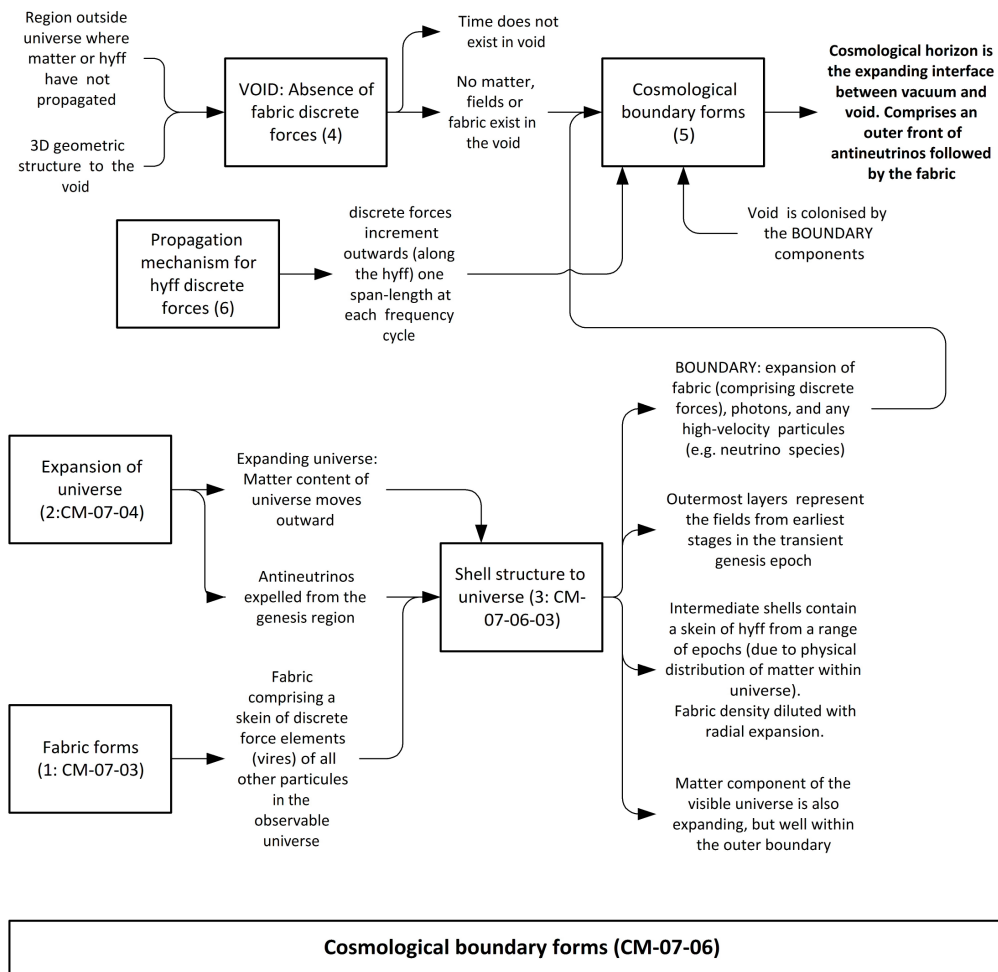 Region outside
universe where
matter or hyff
have not
propagated
3D geometric
structure to the
void
VOID: Absence of
fabric discrete
forces (4)
Time does not
exist in void
No matter,
fields or
fabric exist in
the void
Cosmological
boundary forms
(5)
Cosmological horizon is
the expanding interface
between vacuum and
void. Comprises an
outer front of
antineutrinos followed
by the fabric
Void is colonised by
the BOUNDARY
components
Propagation
mechanism for
hyff discrete
forces (6)
discrete forces
increment
outwards (along
the hyff) one
span-length at
each frequency
cycle
BOUNDARY: expansion of
fabric (comprising discrete
forces), photons, and any
high-velocity particules
(e.g. neutrino species)
Expansion of
universe
(2:CM-07-04)
Expanding universe:
Matter content of
universe moves
outward
Antineutrinos
expelled from the
genesis region
Shell structure to
universe (3: CM-
07-06-03)
Outermost layers represent
the fields from earliest
stages in the transient
genesis epoch
Intermediate shells contain
a skein of hyff from a range
of epochs (due to physical
distribution of matter within
universe).
Fabric density diluted with
radial expansion.
Fabric forms
(1: CM-07-03)
Fabric
comprising a
skein of discrete
force elements
(vires) of all
other particules
in the
observable
universe
Matter component of the
visible universe is also
expanding, but well within
the outer boundary
Cosmological boundary forms (CM-07-06)